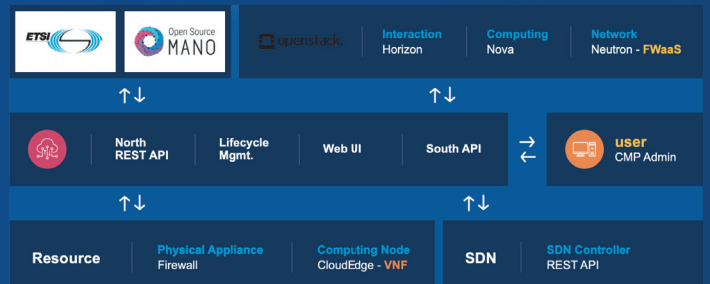 ETSI
Open Source
MANO
openstack.
Interaction
Horizon
Computing
Nova
Network
Neutron - FWaaS
North
REST API
Lifecycle
Mgmt.
Web UI
South API
user
CMP Admin
Resource
Physical Appliance
Firewall
Computing Node
CloudEdge - VNF
SDN
SDN Controller
REST API